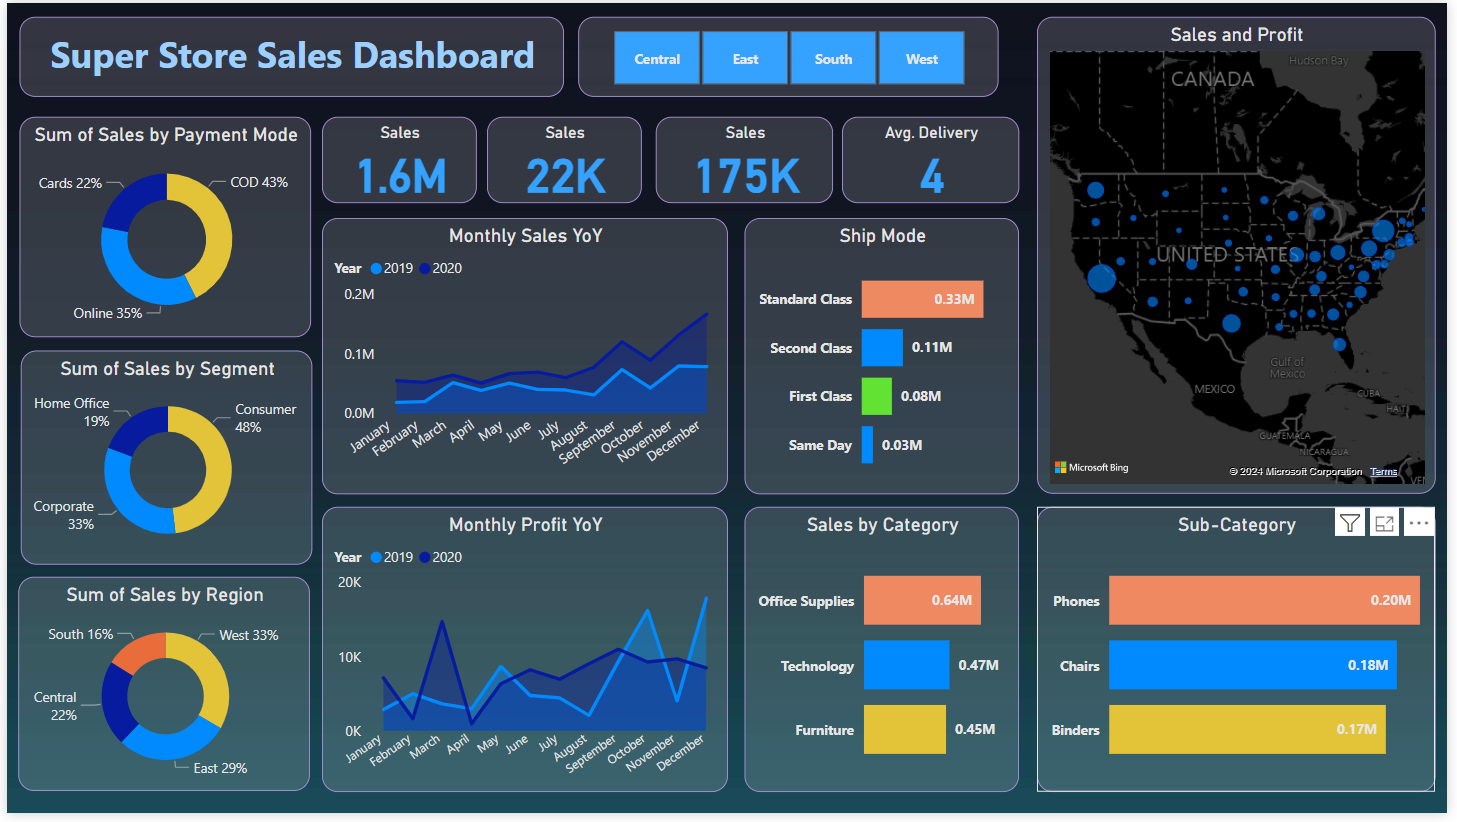 Super Store Sales Dashboard
Central East South West
Sum of Sales by Payment Mode
Cards 22%
COD 43%
Online 35%
Sum of Sales by Segment
Home Office
19%
Consumer
48%
Corporate
33%
Sum of Sales by Region
South 16%
West 33%
Central
22%
East 29%
Sales
1.6M
Sales
22K
Sales
175K
Avg. Delivery
4
Monthly Sales YoY
Year 2019 2020
0.2M
0.1M
0.0M
January
February
March
April
May
June
July
August
September
October
November
December
Ship Mode
Standard Class 0.33M
Second Class 0.11M
First Class 0.08M
Same Day 0.03M
Monthly Profit YoY
Year 2019 2020
20K
10K
0K
January
February
March
April
May
June
July
August
September
October
November
December
Sales by Category
Office Supplies 0.64M
Technology 0.47M
Furniture 0.45M
Sales and Profit
Hudson Bay
CANADA
UNITED STATES
Gulf of
Mexico
MEXICO
CUBA
HAITI
GUATEMALA
NICARAGUA
VEN
Microsoft Bing
© 2024 Microsoft Corporation Terms
Sub-Category
Phones 0.20M
Chairs 0.18M
Binders 0.17M